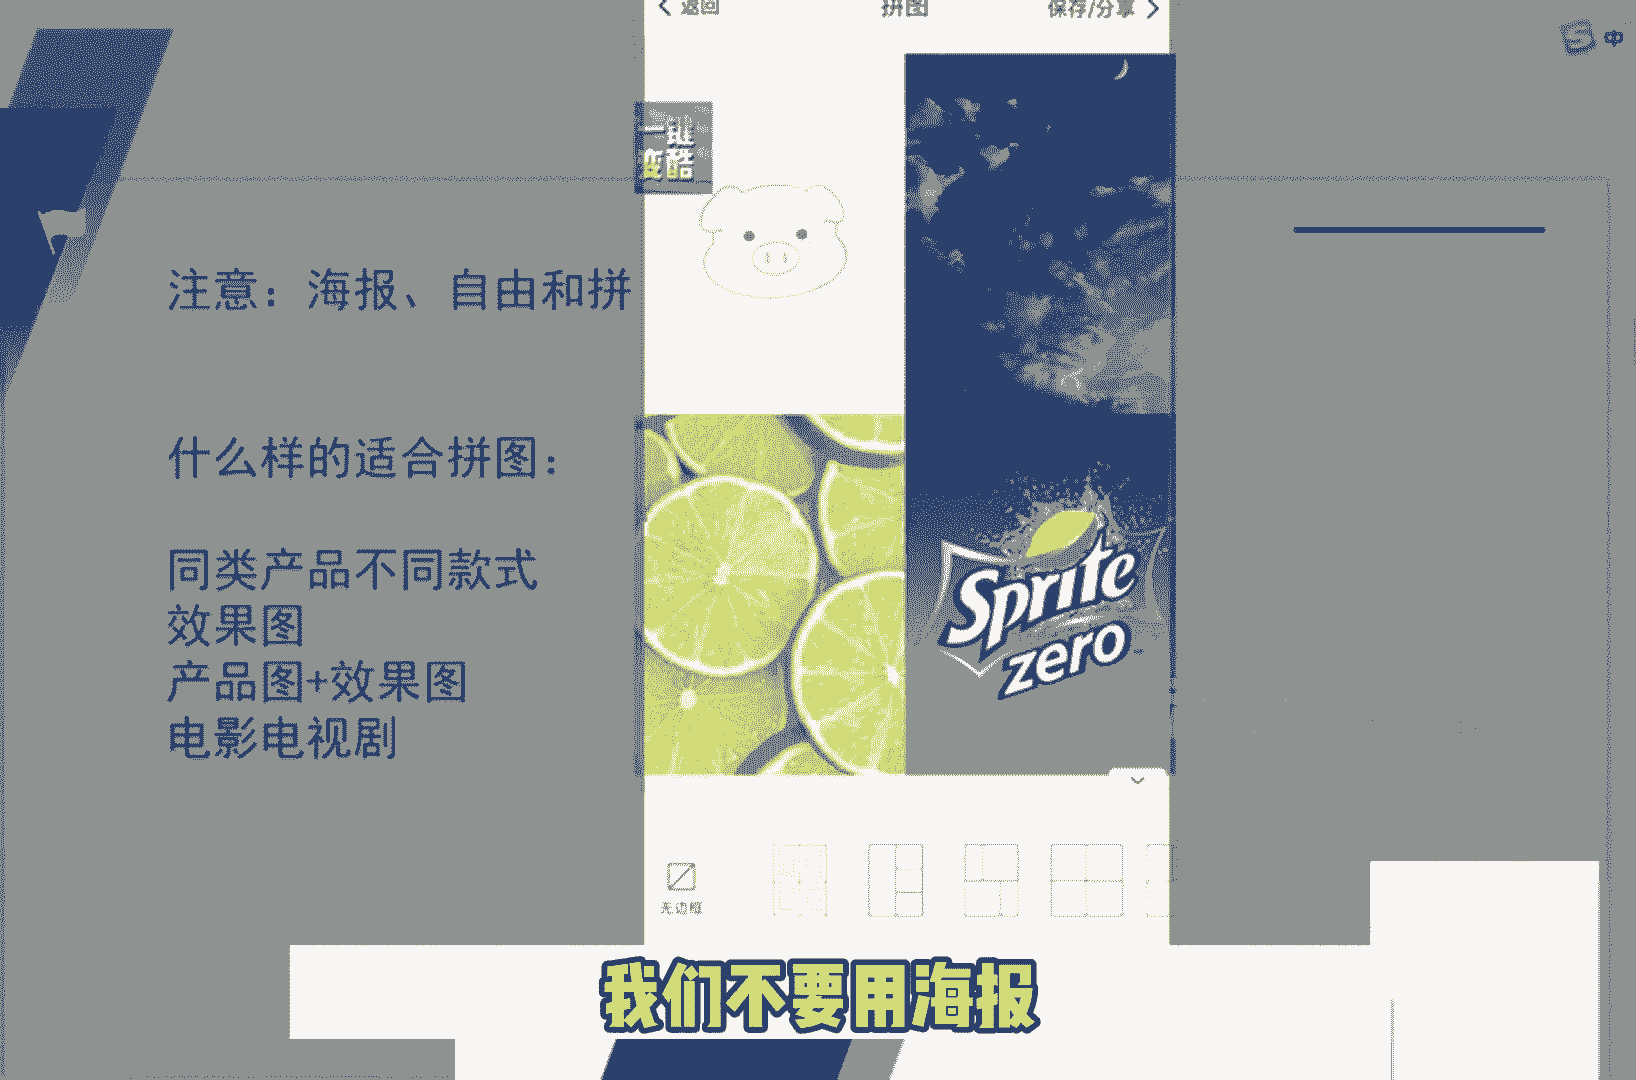 返回
拼图
保存/分享
中
注意：海报、自由和拼
什么样的适合拼图：
同类产品不同款式
效果图
产品图+效果图
电影电视剧
Sprite
zero
无边框
我们不要用海报